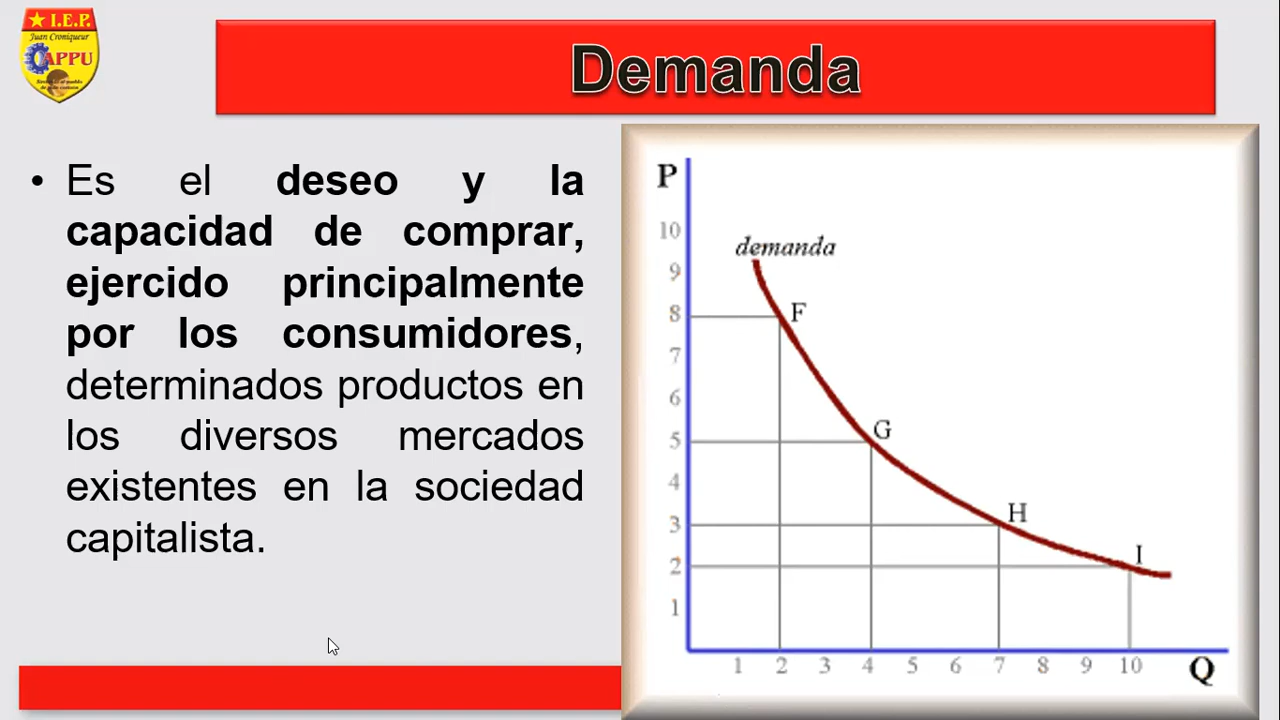 I.E.P.
Juan Croniqueur
APPU
Demanda
• Es el deseo y la
capacidad de comprar,
ejercido principalmente
por los consumidores,
determinados productos en
los diversos mercados
existentes en la sociedad
capitalista.
P
10
demanda
9
8
F
7
6
5
G
4
3
H
2
I
1
1 2 3 4 5 6 7 8 9 10 Q